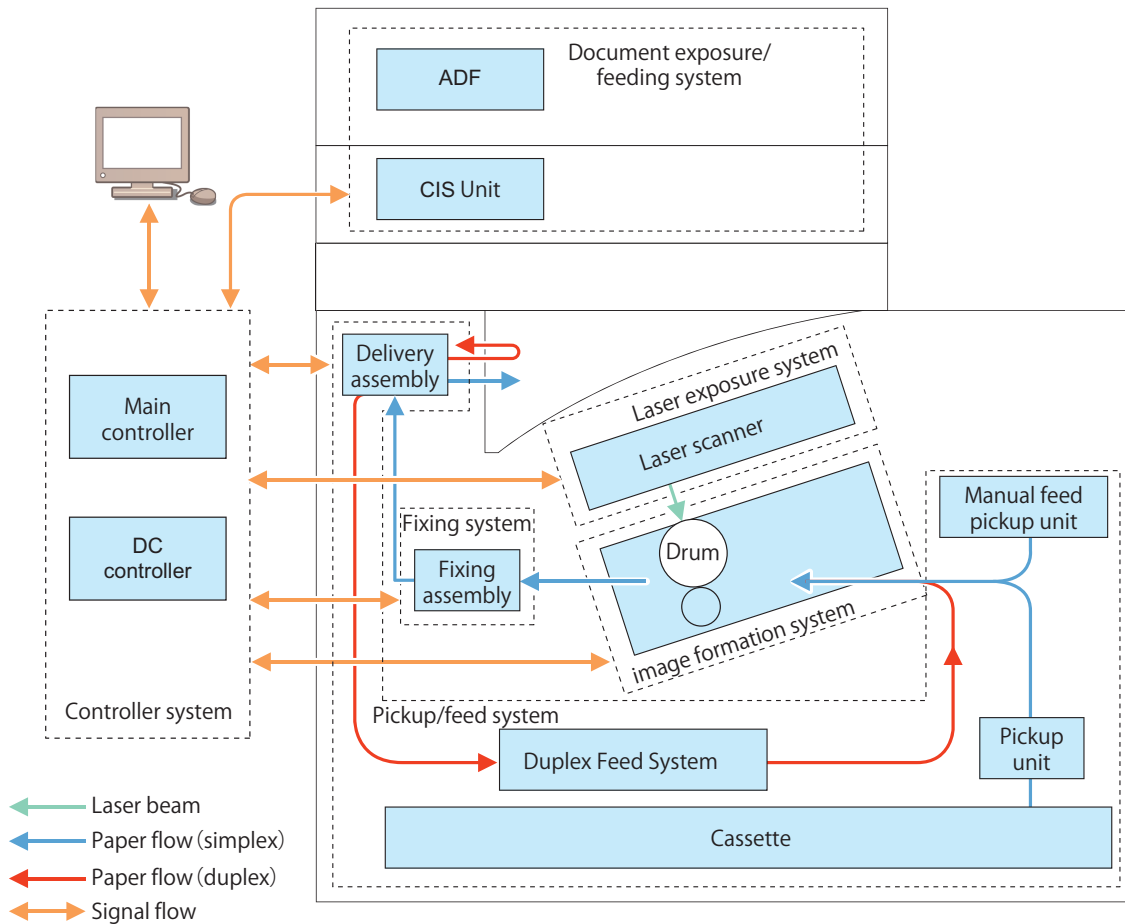 ADF
Document exposure/
feeding system
CIS Unit
Delivery
assembly
Laser exposure system
Laser scanner
Main
controller
Manual feed
pickup unit
Fixing system
Drum
DC
controller
Fixing
assembly
image formation system
Controller system
Pickup/feed system
Duplex Feed System
Pickup
unit
Cassette
Laser beam
Paper flow (simplex)
Paper flow (duplex)
Signal flow